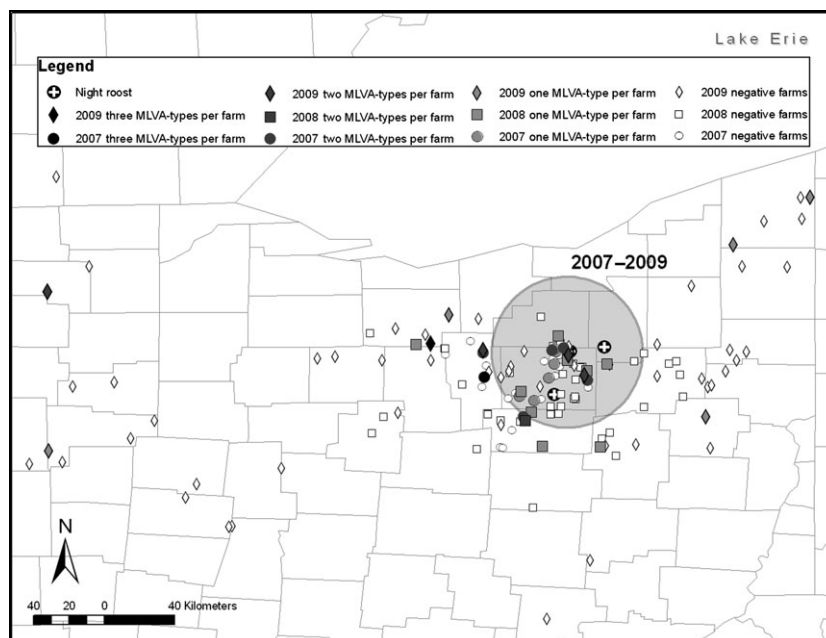 Lake Erie
Legend
Night roost
2009 two MLVA-types per farm
2009 one MLVA-type per farm
2009 negative farms
2009 three MLVA-types per farm
2008 two MLVA-types per farm
2008 one MLVA-type per farm
2008 negative farms
2007 three MLVA-types per farm
2007 two MLVA-types per farm
2007 one MLVA-type per farm
2007 negative farms
2007–2009
N
40 20 0 40 Kilometers